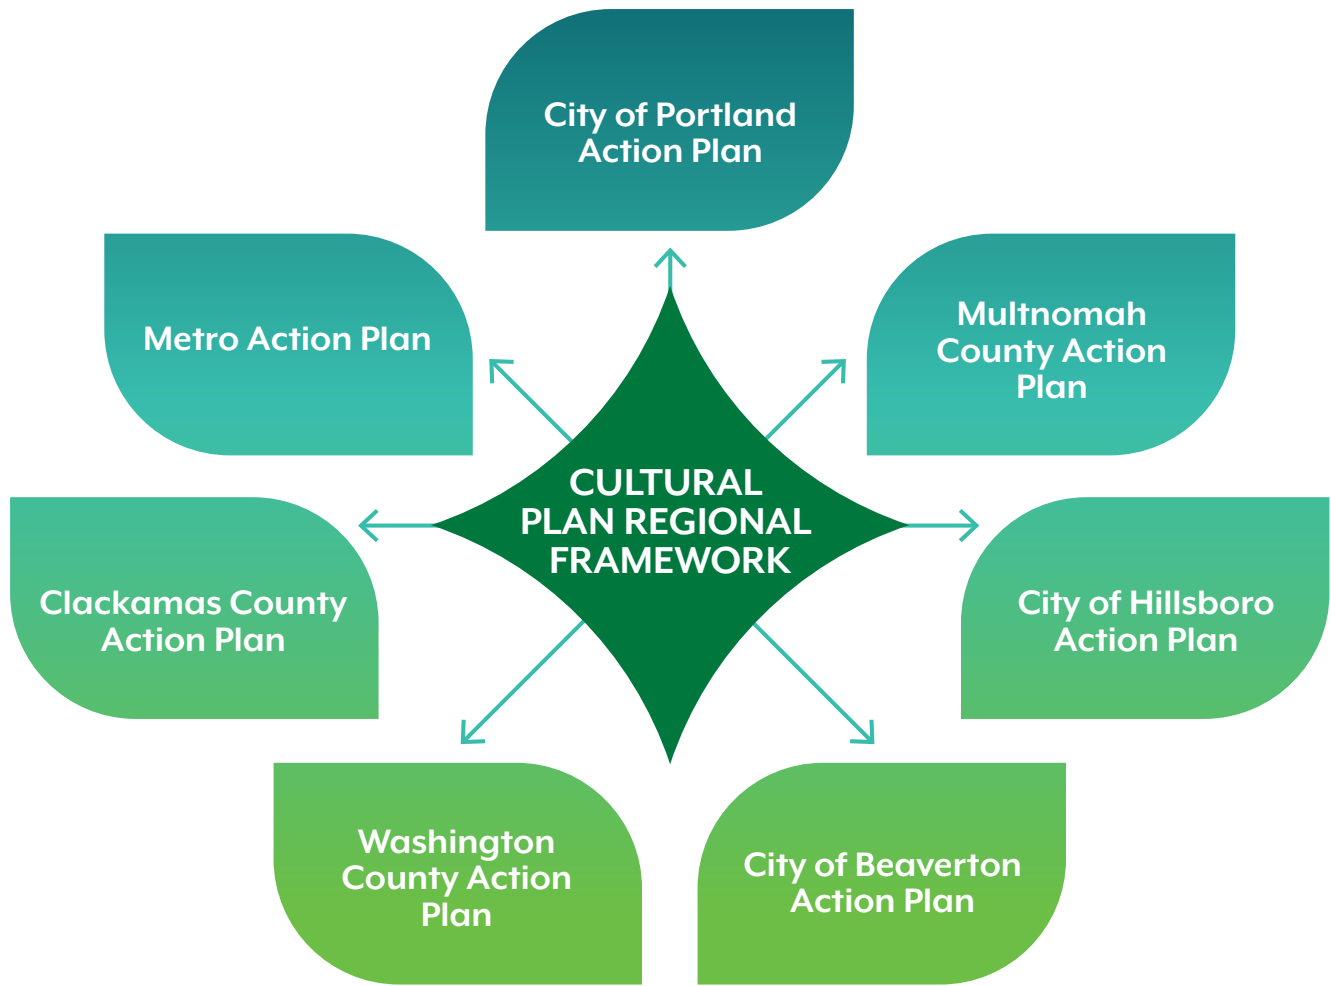 City of Portland
Action Plan
Metro Action Plan
Multnomah
County Action
Plan
CULTURAL
PLAN REGIONAL
FRAMEWORK
Clackamas County
Action Plan
City of Hillsboro
Action Plan
Washington
County Action
Plan
City of Beaverton
Action Plan